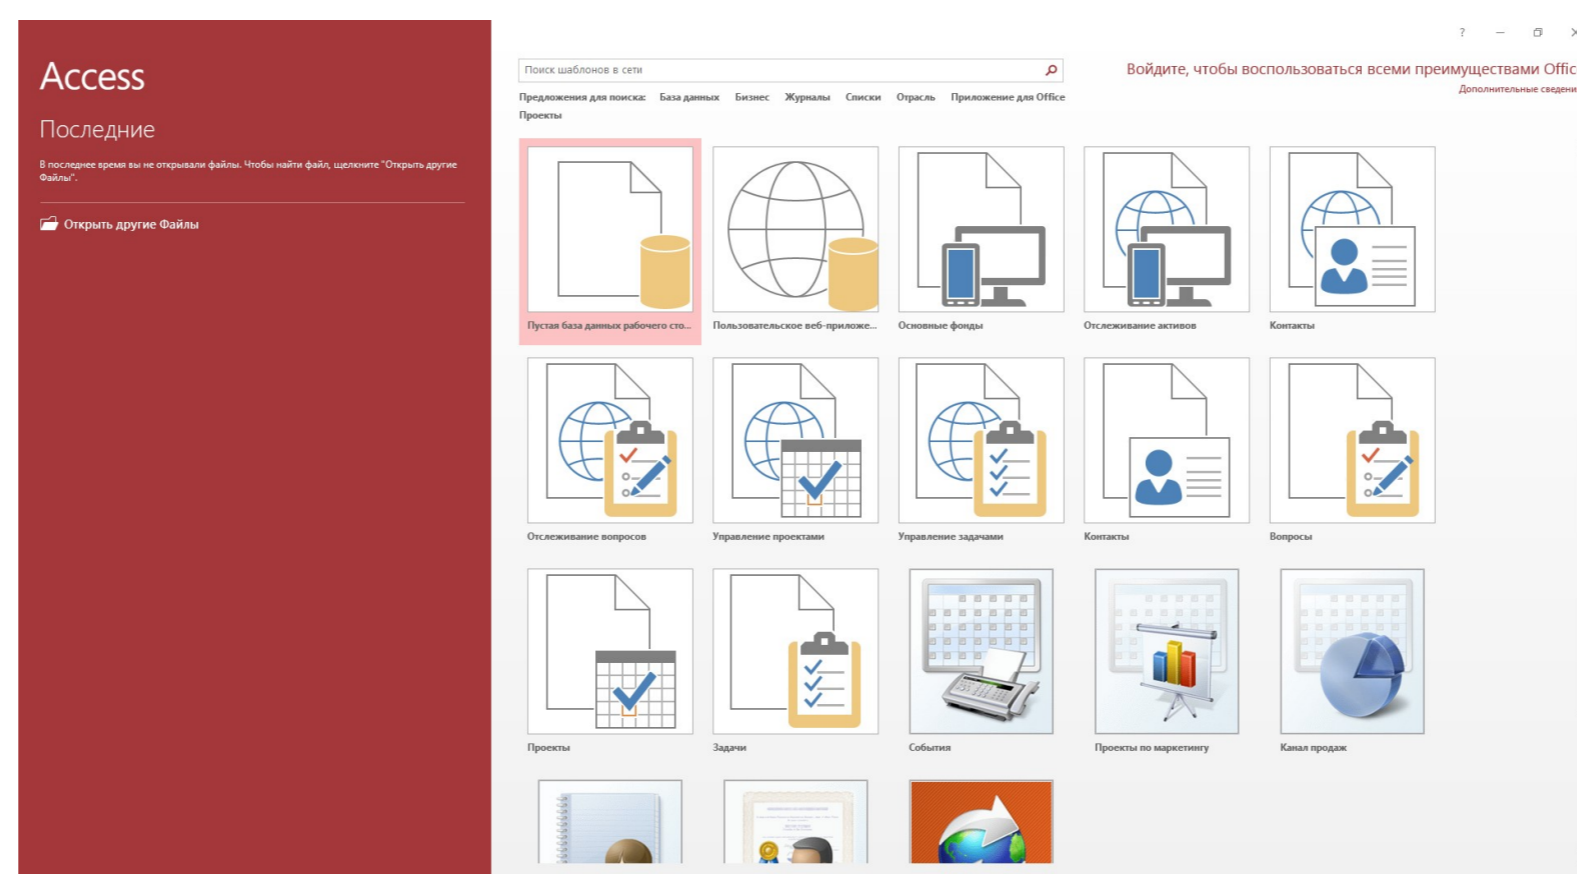 ?
Access
Последние
В последнее время вы не открывали файлы. Чтобы найти файл, щелкните "Открыть другие
Файлы".
Открыть другие Файлы
Поиск шаблонов в сети
Войдите, чтобы воспользоваться всеми преимуществами Offic
Дополнительные сведени
Предложения для поиска: База данных Бизнес Журналы Списки Отрасль Приложение для Office
Проекты
Пустая база данных рабочего сто...
Пользовательское веб-приложе...
Основные фонды
Отслеживание активов
Контакты
Отслеживание вопросов
Управление проектами
Управление задачами
Контакты
Вопросы
Проекты
Задачи
События
Проекты по маркетингу
Канал продаж